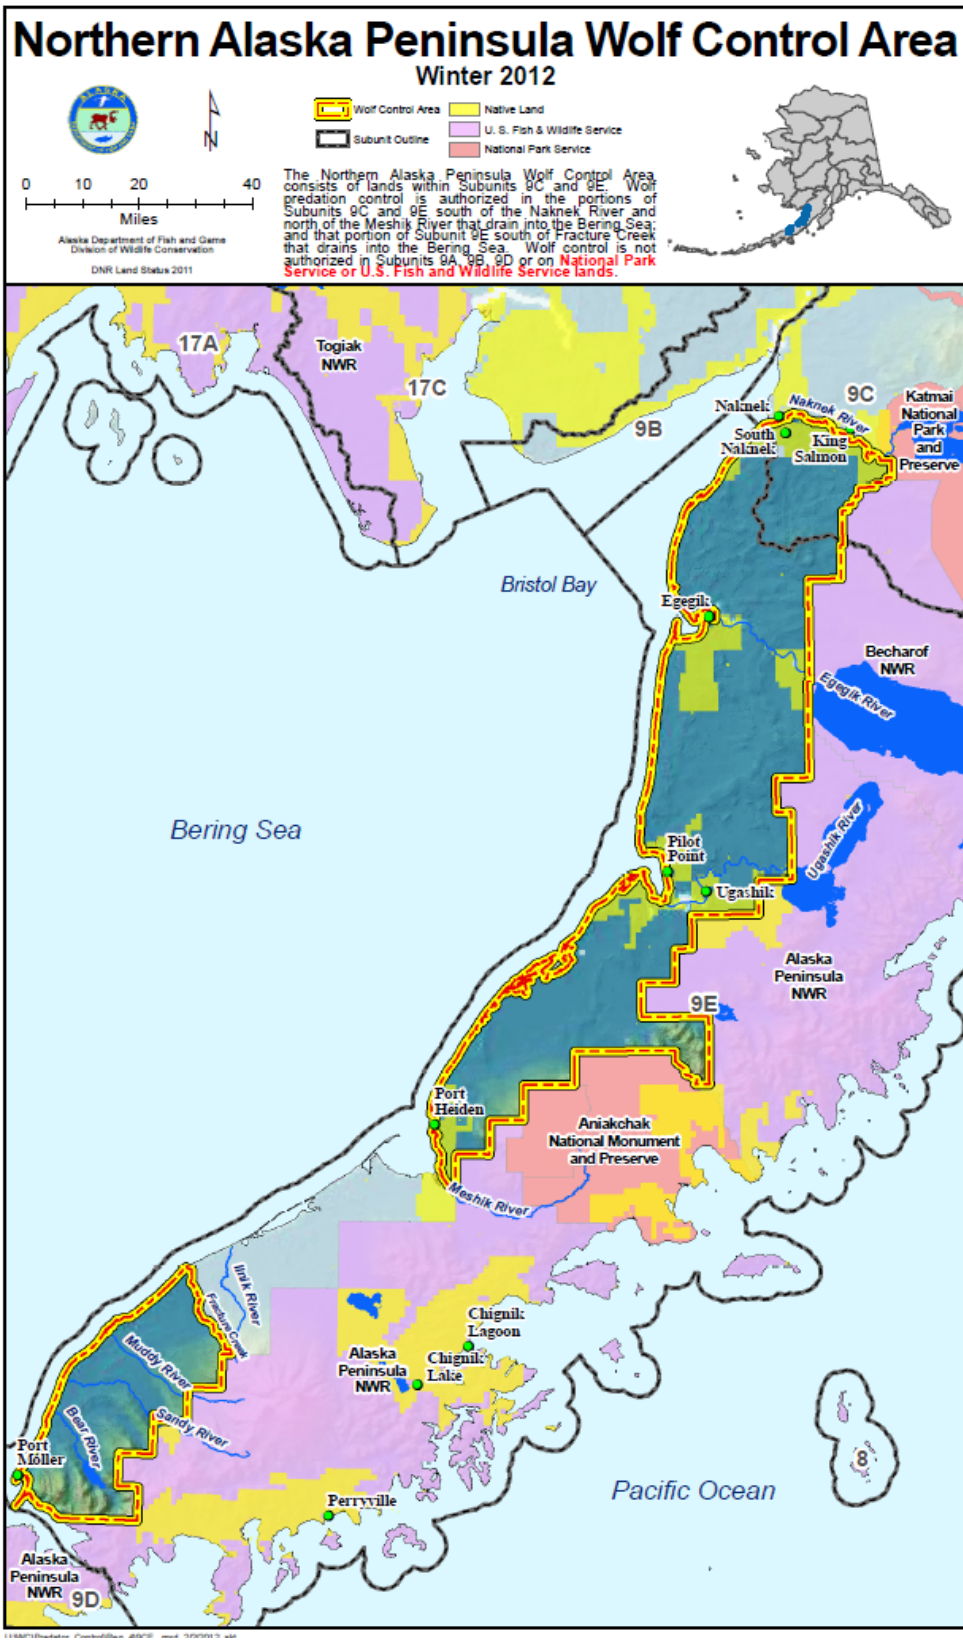 Northern Alaska Peninsula Wolf Control Area
Winter 2012
ALASKA
N
Wolf Control Area
Subunit Outline
Native Land
U. S. Fish & Wildlife Service
National Park Service
0 10 20 40
Miles
Alaska Department of Fish and Game
Division of Wildlife Conservation
DNR Land Status 2011
The Northern Alaska Peninsula Wolf Control Area
consists of lands within Subunits 9C and 9E. Wolf
predation control is authorized in the portions of
Subunits 9C and 9E south of the Naknek River and
north of the Meshik River that drain into the Bering Sea;
and that portion of Subunit 9E south of Fracture Creek
that drains into the Bering Sea. Wolf control is not
authorized in Subunits 9A, 9B, 9D or on National Park
Service or U.S. Fish and Wildlife Service lands.
17A
Togiak
NWR
17C
9B
Naknek
Naknek River
9C
South
Naknek
King
Salmon
Katmai
National
Park
and
Preserve
Bristol Bay
Egegik
Becharof
NWR
Egegik River
Bering Sea
Pilot
Point
Ugashik River
Ugashik
Alaska
Peninsula
NWR
9E
Port
Heiden
Aniakchak
National Monument
and Preserve
Meshik River
Ilnik River
Fracture Creek
Muddy River
Sandy River
Bear River
Chignik
Lagoon
Alaska
Peninsula
NWR
Chignik
Lake
Port
Moller
8
Pacific Ocean
Perryville
Alaska
Peninsula
NWR
9D